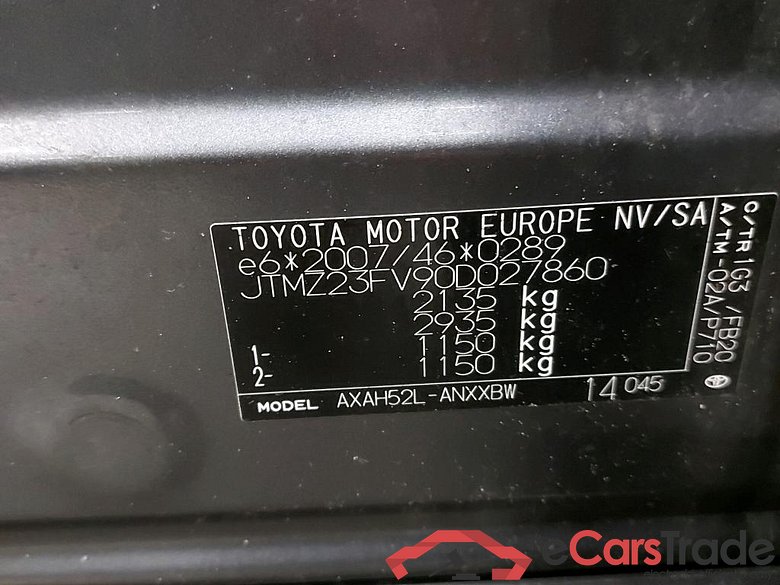 TOYOTA MOTOR EUROPE NV/SA
e6*2007/46*0289
JTMZ23FV90D027860
2135 kg
2935 kg
1- 1150 kg
2- 1150 kg
MODEL AXAH52L-ANXXBW 14 045
C/TR 1G3 /FB20
A/TM-02A/P710
eCarsTrade